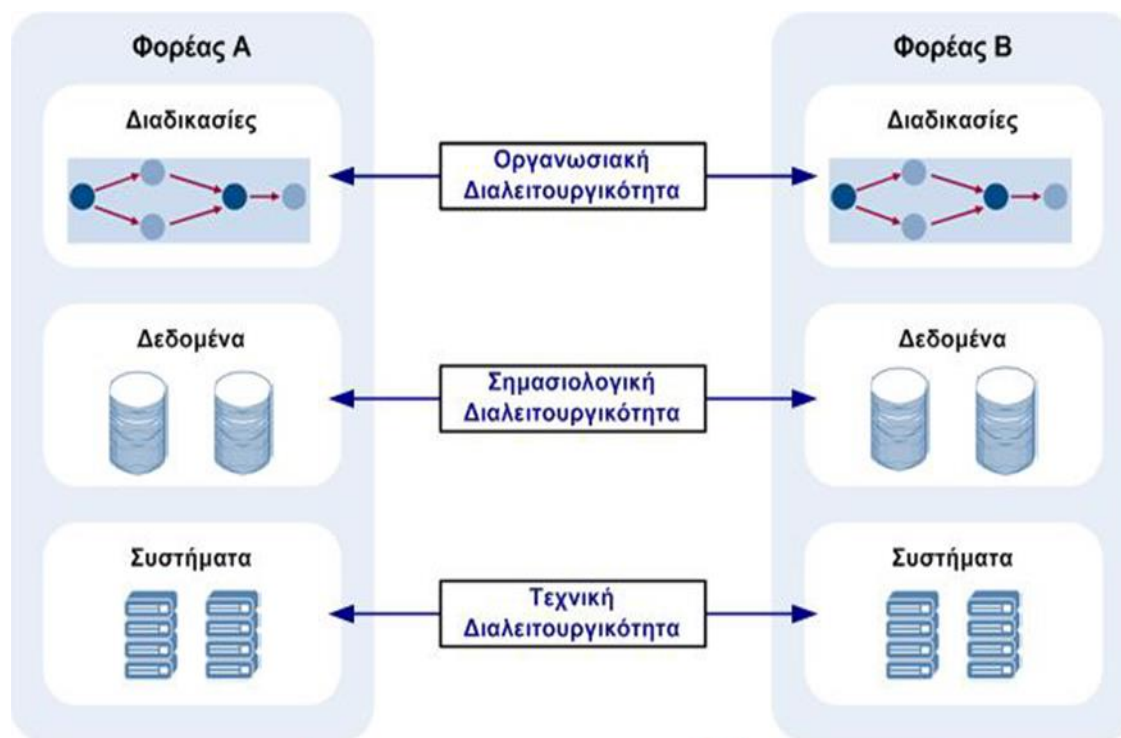 Φορέας Α
Φορέας Β
Διαδικασίες
Οργανωσιακή
Διαλειτουργικότητα
Διαδικασίες
Δεδομένα
Σημασιολογική
Διαλειτουργικότητα
Δεδομένα
Συστήματα
Τεχνική
Διαλειτουργικότητα
Συστήματα